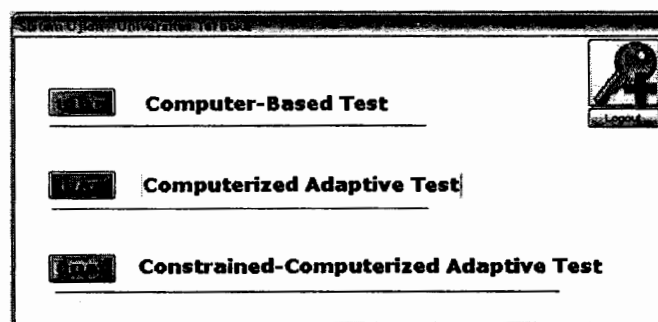 Computer-Based Test
Logout
Computerized Adaptive Test
Constrained-Computerized Adaptive Test